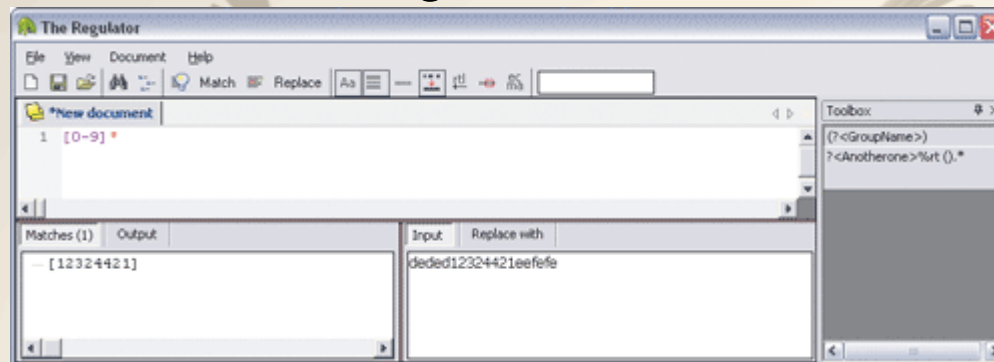 The Regulator
File View Document Help
Match Replace Aa
*New document
1 [0-9]*
Toolbox
(?<GroupName>)
?<Anotherone>%rt ().*
Matches (1) Output
[12324421]
Input Replace with
deded12324421eefefe